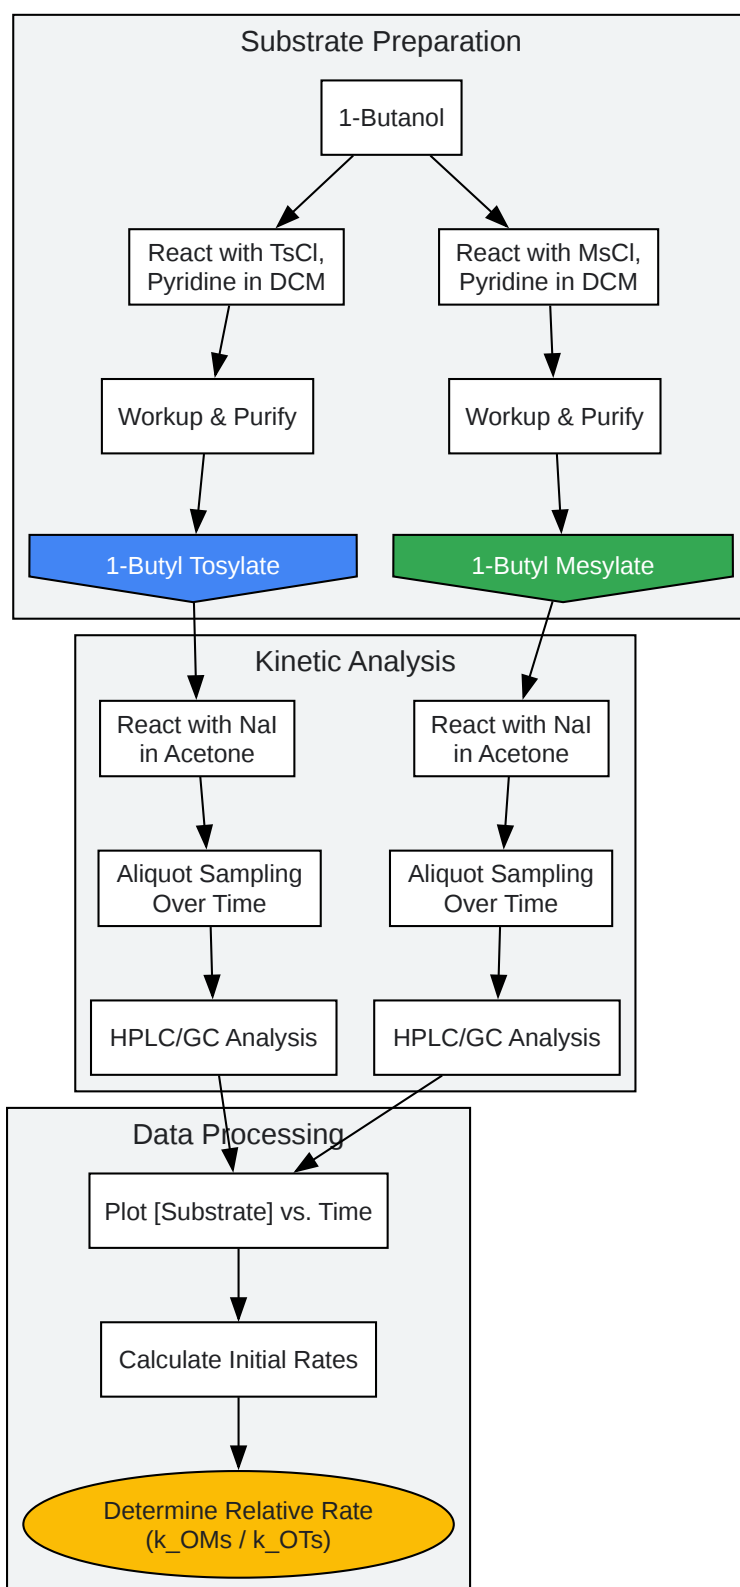 Substrate Preparation
1-Butanol
React with TsCl,
Pyridine in DCM
React with MsCl,
Pyridine in DCM
Workup & Purify
Workup & Purify
1-Butyl Tosylate
1-Butyl Mesylate
Kinetic Analysis
React with NaI
in Acetone
React with NaI
in Acetone
Aliquot Sampling
Over Time
Aliquot Sampling
Over Time
HPLC/GC Analysis
HPLC/GC Analysis
Data Processing
Plot [Substrate] vs. Time
Calculate Initial Rates
Determine Relative Rate
(k_OMs / k_OTs)